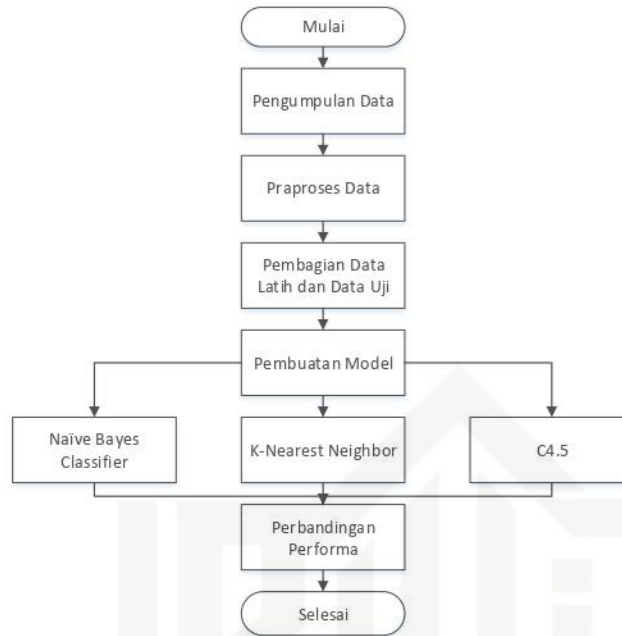 Mulai
Pengumpulan Data
Praproses Data
Pembagian Data
Latih dan Data Uji
Pembuatan Model
Naïve Bayes
Classifier
K-Nearest Neighbor
C4.5
Perbandingan
Performa
Selesai